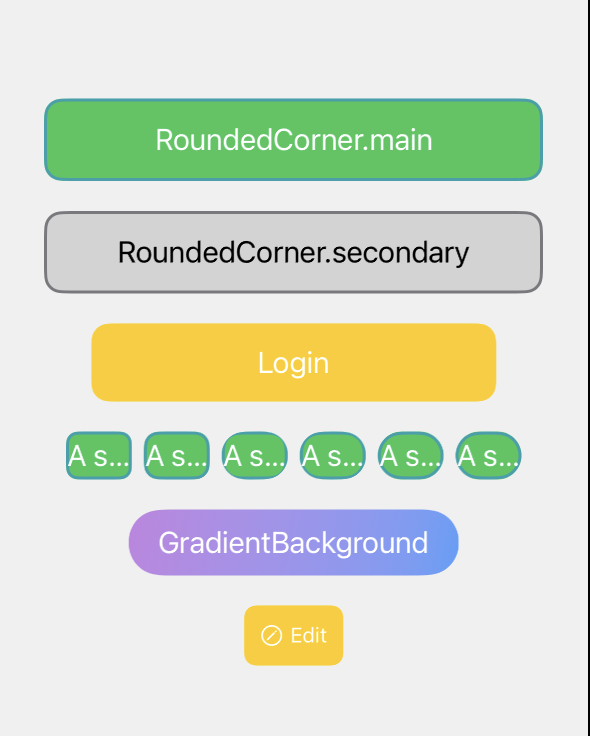 RoundedCorner.main
RoundedCorner.secondary
Login
A s... A s... A s... A s... A s... A s...
GradientBackground
Edit